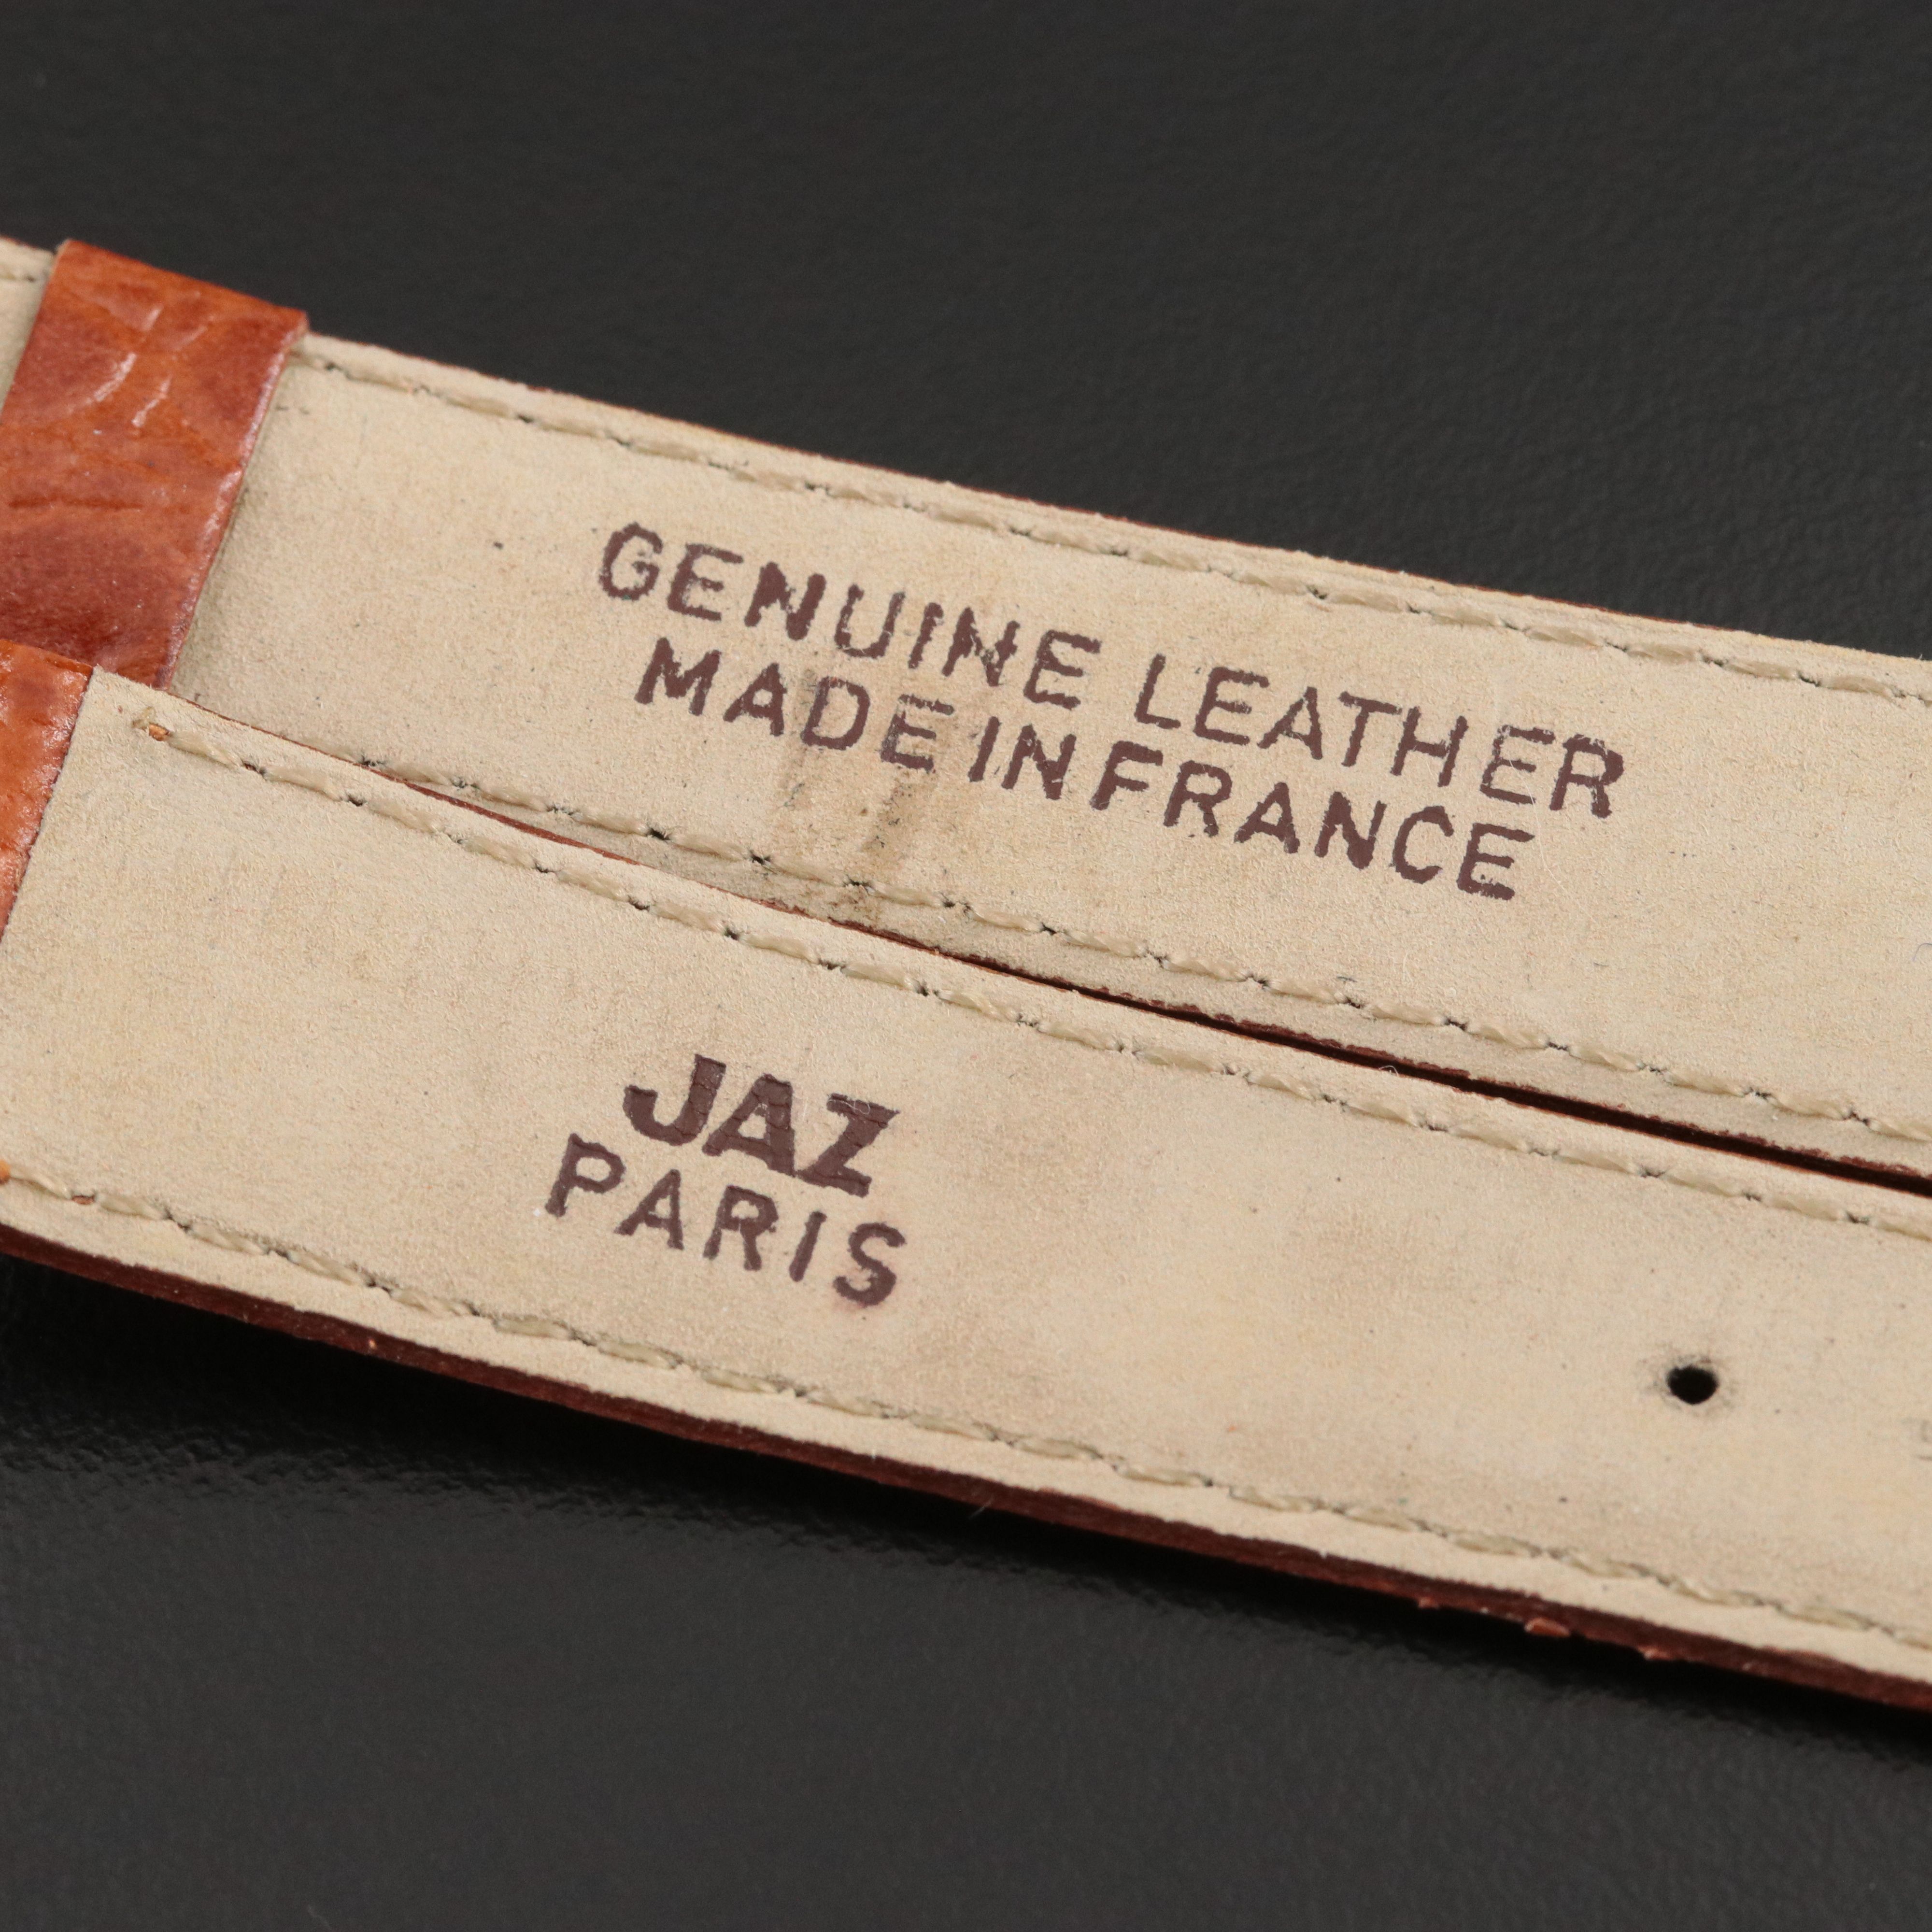 GENUINE LEATHER
MADE IN FRANCE
JAZ
PARIS